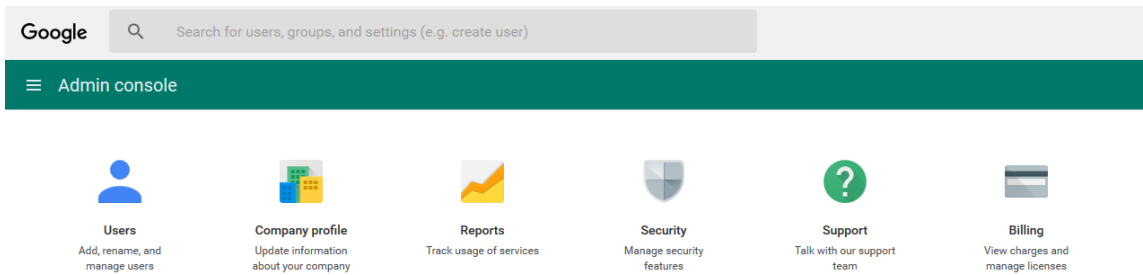 Google
Search for users, groups, and settings (e.g. create user)
Admin console
Users
Add, rename, and
manage users
Company profile
Update information
about your company
Reports
Track usage of services
Security
Manage security
features
Support
Talk with our support
team
Billing
View charges and
manage licenses